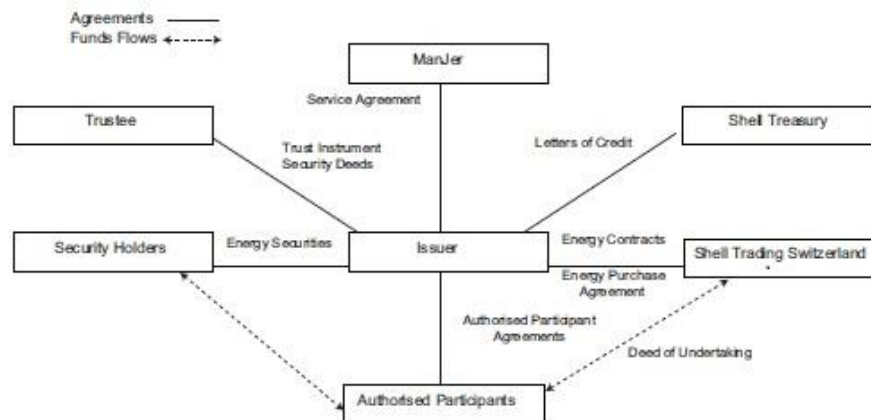 Agreements
Funds Flows
ManJer
Service Agreement
Trustee
Shell Treasury
Trust Instrument
Security Deeds
Letters of Credit
Security Holders
Energy Securities
Issuer
Energy Contracts
Shell Trading Switzerland
Energy Purchase
Agreement
Authorised Participant
Agreements
Deed of Undertaking
Authorised Participants